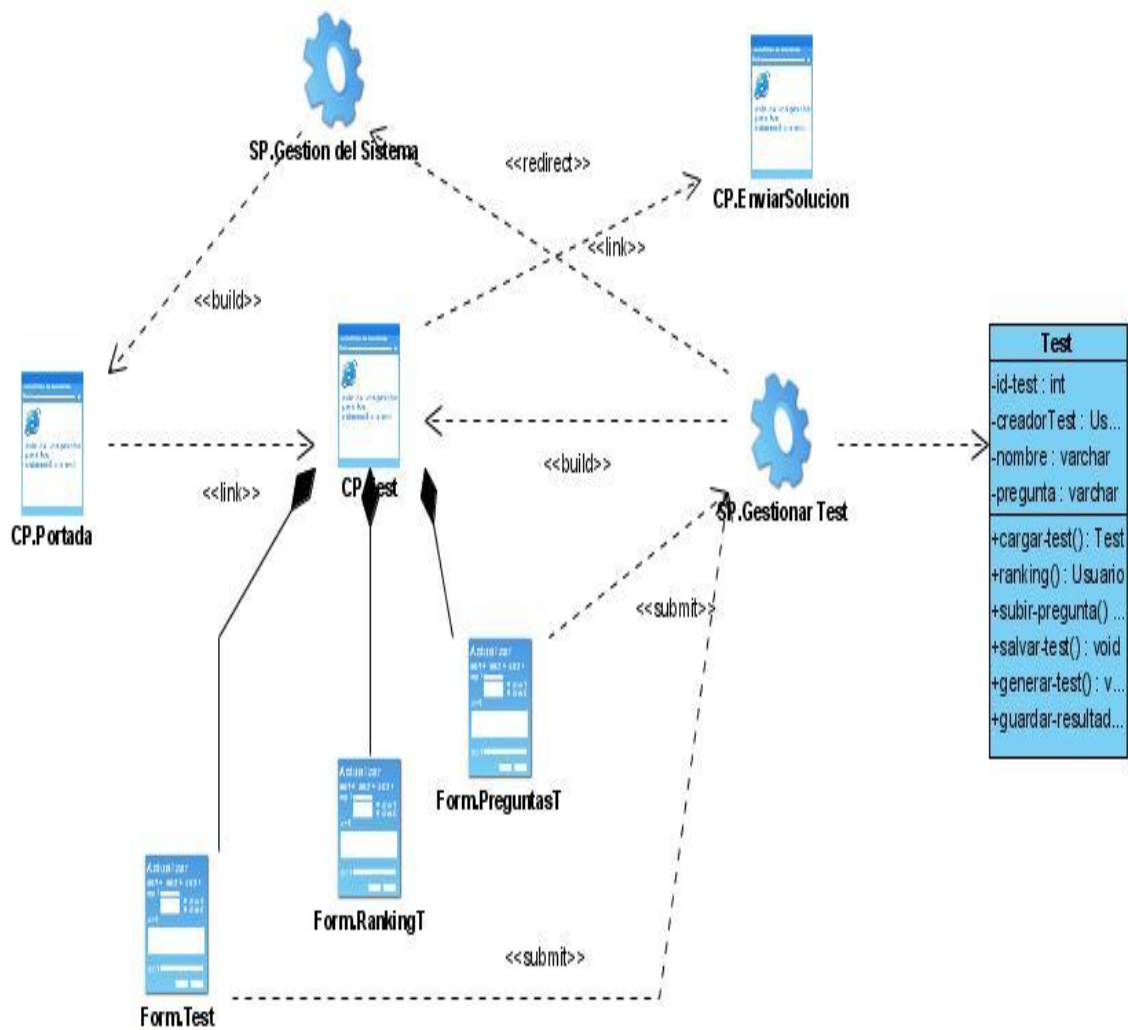 SP.Gestion del Sistema
<<redirect>>
CP.EnviarSolucion
<<link>>
<<build>>
Test
-id-test : int
-creadorTest : Us...
-nombre : varchar
-pregunta : varchar
+cargar-test() : Test
+ranking() : Usuario
+subir-pregunta() ...
+salvar-test() : void
+generar-test() : v...
+guardar-resultad...
<<build>>
<<link>>
CP.Test
SP.Gestionar Test
CP.Portada
<<submit>>
Actualizar
Form.PreguntasT
Actualizar
Form.RankingT
Actualizar
<<submit>>
Form.Test